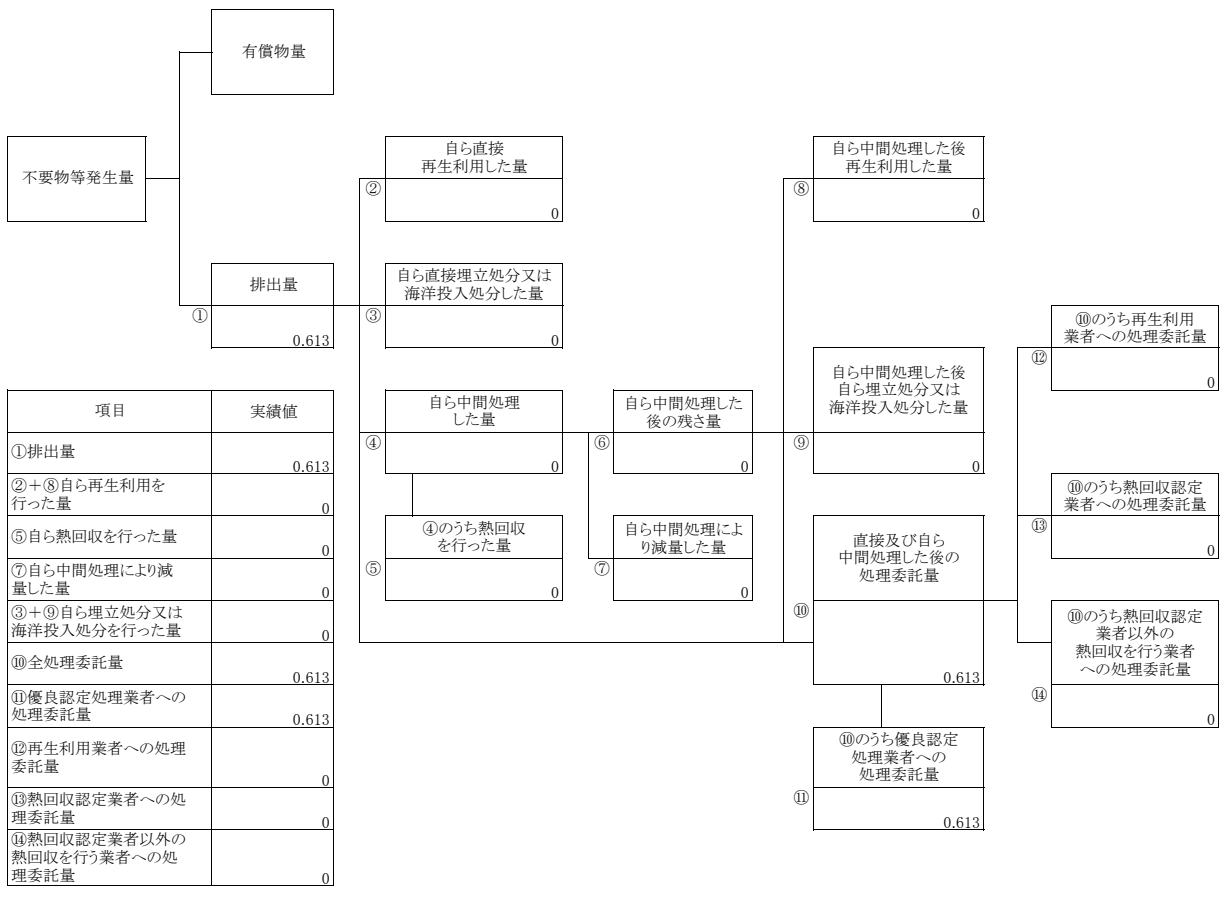 有償物量
不要物等発生量
排出量
①
0.613
自ら直接
再生利用した量
②
0
自ら直接埋立処分又は
海洋投入処分した量
③
0
自ら中間処理
した量
④
0
④のうち熱回収
を行った量
⑤
0
自ら中間処理した
後の残さ量
⑥
0
自ら中間処理によ
り減量した量
⑦
0
自ら中間処理した後
再生利用した量
⑧
0
自ら中間処理した後
自ら埋立処分又は
海洋投入処分した量
⑨
0
直接及び自ら
中間処理した後の
処理委託量
⑩
0.613
⑩のうち優良認定
処理業者への
処理委託量
⑪
0.613
⑩のうち再生利用
業者への処理委託量
⑫
0
⑩のうち熱回収認定
業者への処理委託量
⑬
0
⑩のうち熱回収認定
業者以外の
熱回収を行う業者
への処理委託量
⑭
0
項目 実績値
①排出量
0.613
②+⑧自ら再生利用を
行った量
0
⑤自ら熱回収を行った量
0
⑦自ら中間処理により減
量した量
0
③+⑨自ら埋立処分又は
海洋投入処分を行った量
0
⑩全処理委託量
0.613
⑪優良認定処理業者への
処理委託量
0.613
⑫再生利用業者への処理
委託量
0
⑬熱回収認定業者への処
理委託量
0
⑭熱回収認定業者以外の
熱回収を行う業者への処
理委託量
0